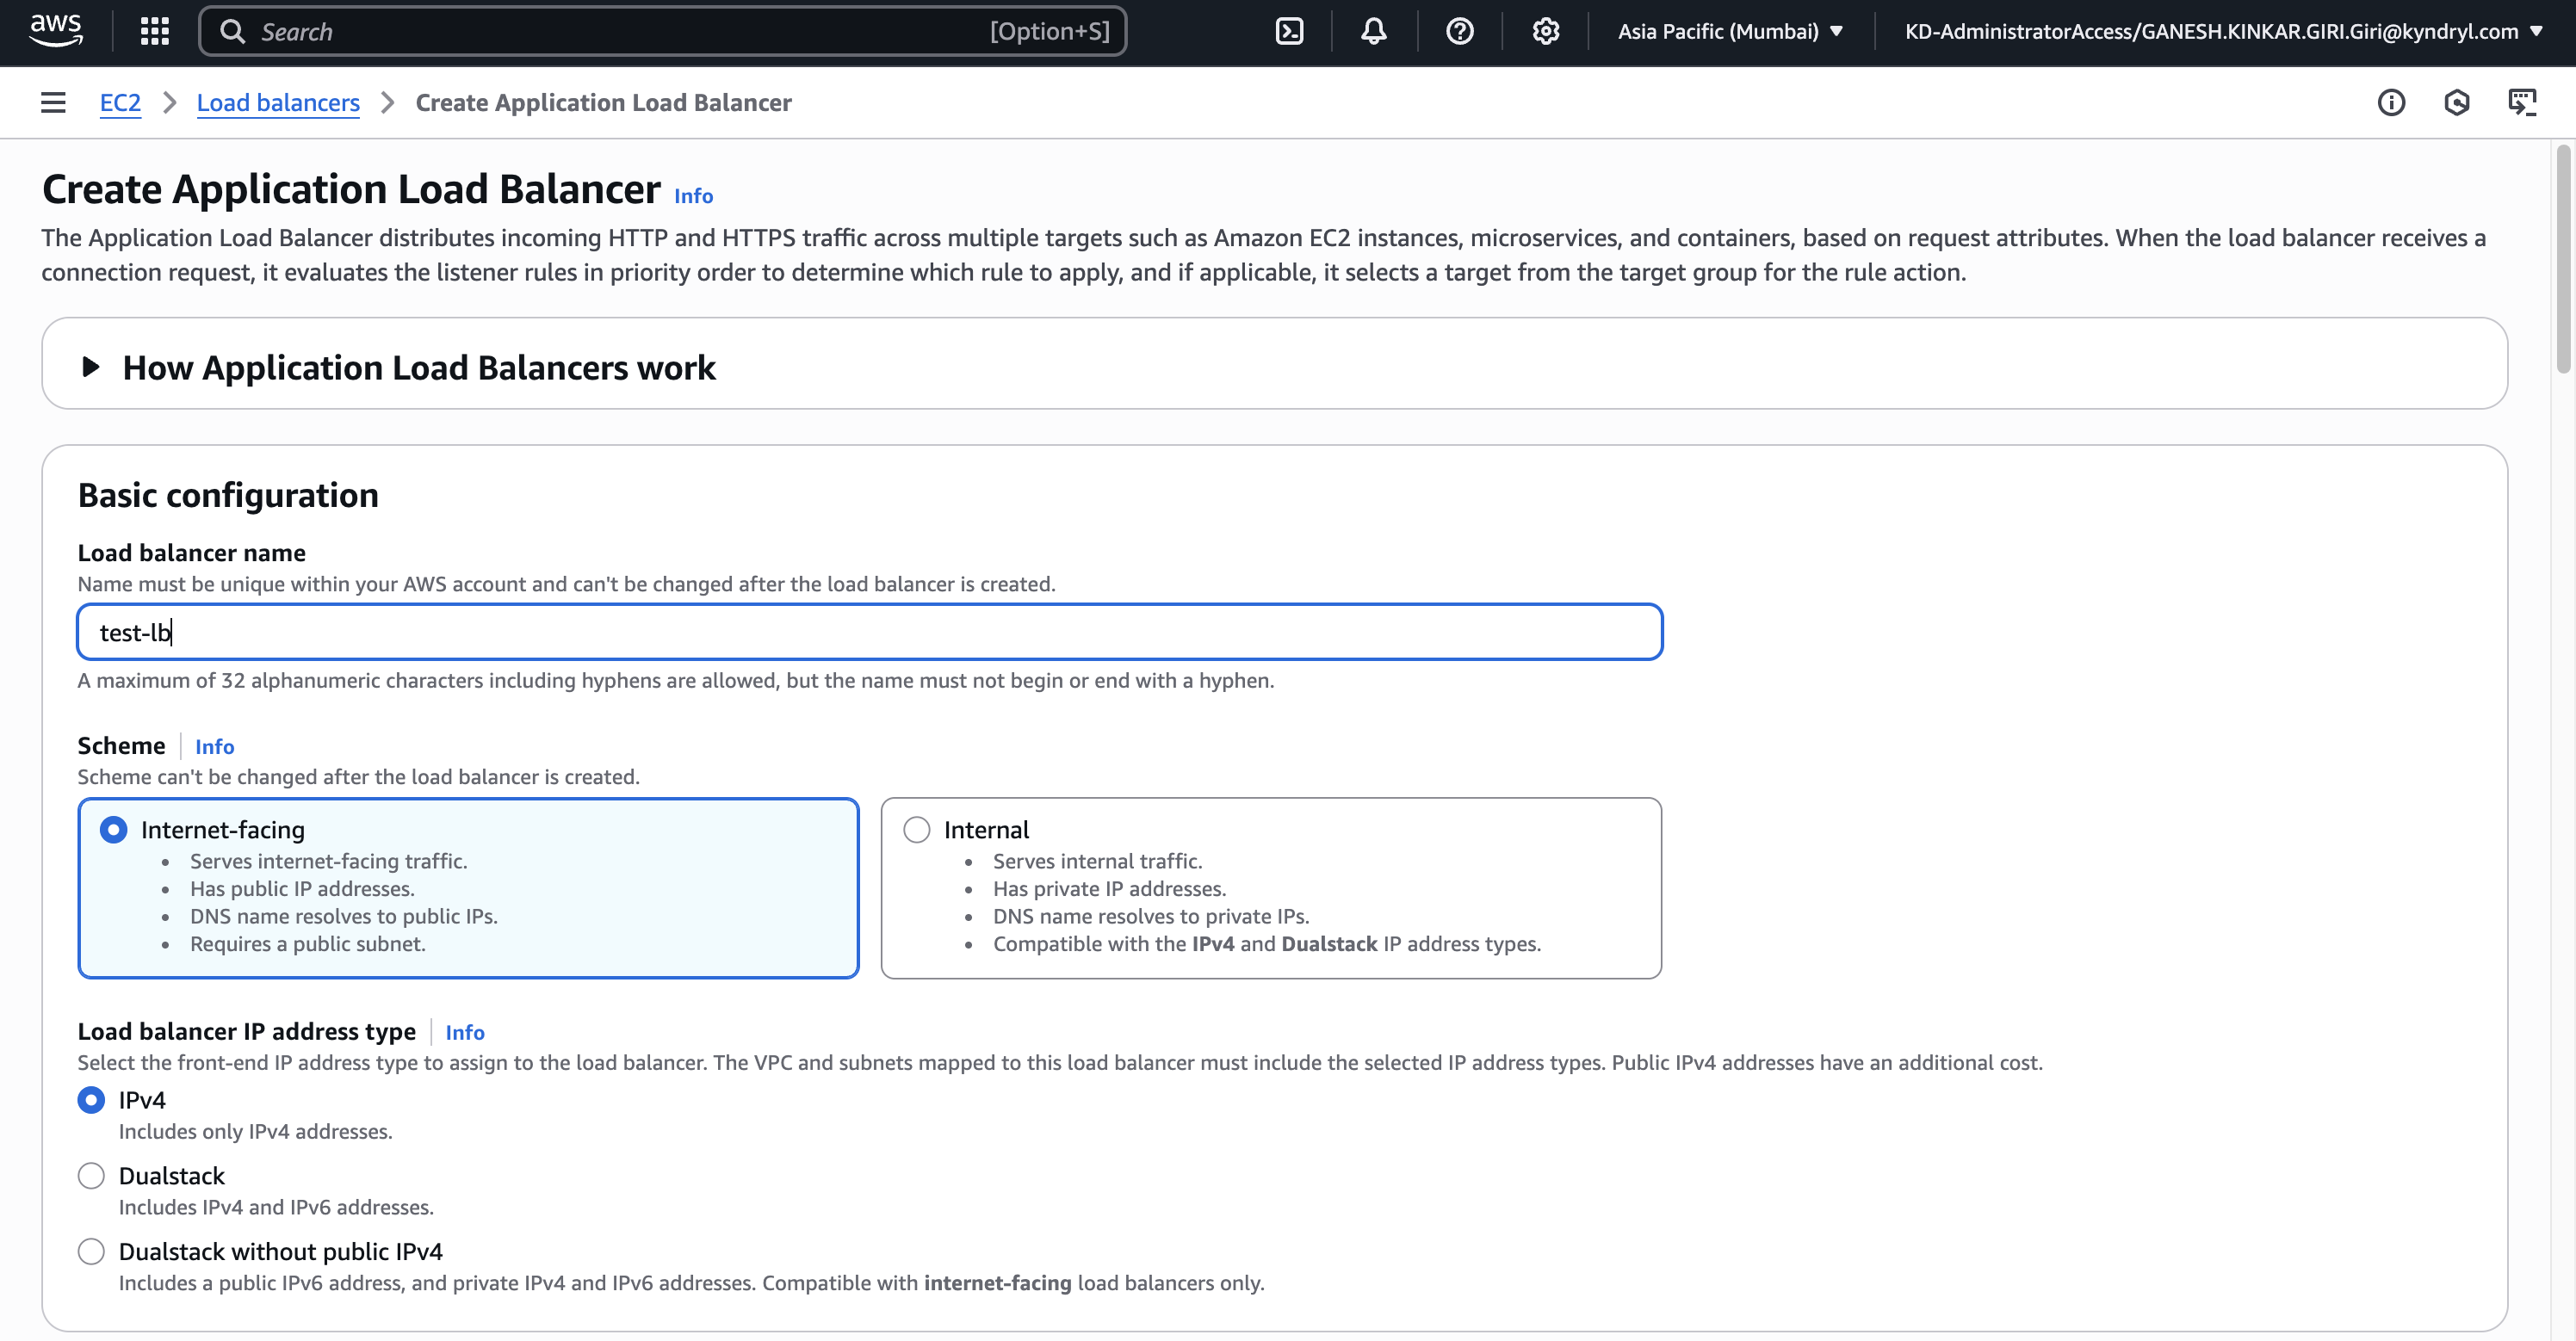 aws
Search
[Option+S]
Asia Pacific (Mumbai)
KD-AdministratorAccess/GANESH.KINKAR.GIRI.Giri@kyndryl.com
EC2
Load balancers
Create Application Load Balancer
Create Application Load Balancer Info
The Application Load Balancer distributes incoming HTTP and HTTPS traffic across multiple targets such as Amazon EC2 instances, microservices, and containers, based on request attributes. When the load balancer receives a
connection request, it evaluates the listener rules in priority order to determine which rule to apply, and if applicable, it selects a target from the target group for the rule action.
How Application Load Balancers work
Basic configuration
Load balancer name
Name must be unique within your AWS account and can't be changed after the load balancer is created.
test-lb
A maximum of 32 alphanumeric characters including hyphens are allowed, but the name must not begin or end with a hyphen.
Scheme Info
Scheme can't be changed after the load balancer is created.
Internet-facing
• Serves internet-facing traffic.
• Has public IP addresses.
• DNS name resolves to public IPs.
• Requires a public subnet.
Internal
• Serves internal traffic.
• Has private IP addresses.
• DNS name resolves to private IPs.
• Compatible with the IPv4 and Dualstack IP address types.
Load balancer IP address type Info
Select the front-end IP address type to assign to the load balancer. The VPC and subnets mapped to this load balancer must include the selected IP address types. Public IPv4 addresses have an additional cost.
IPv4
Includes only IPv4 addresses.
Dualstack
Includes IPv4 and IPv6 addresses.
Dualstack without public IPv4
Includes a public IPv6 address, and private IPv4 and IPv6 addresses. Compatible with internet-facing load balancers only.